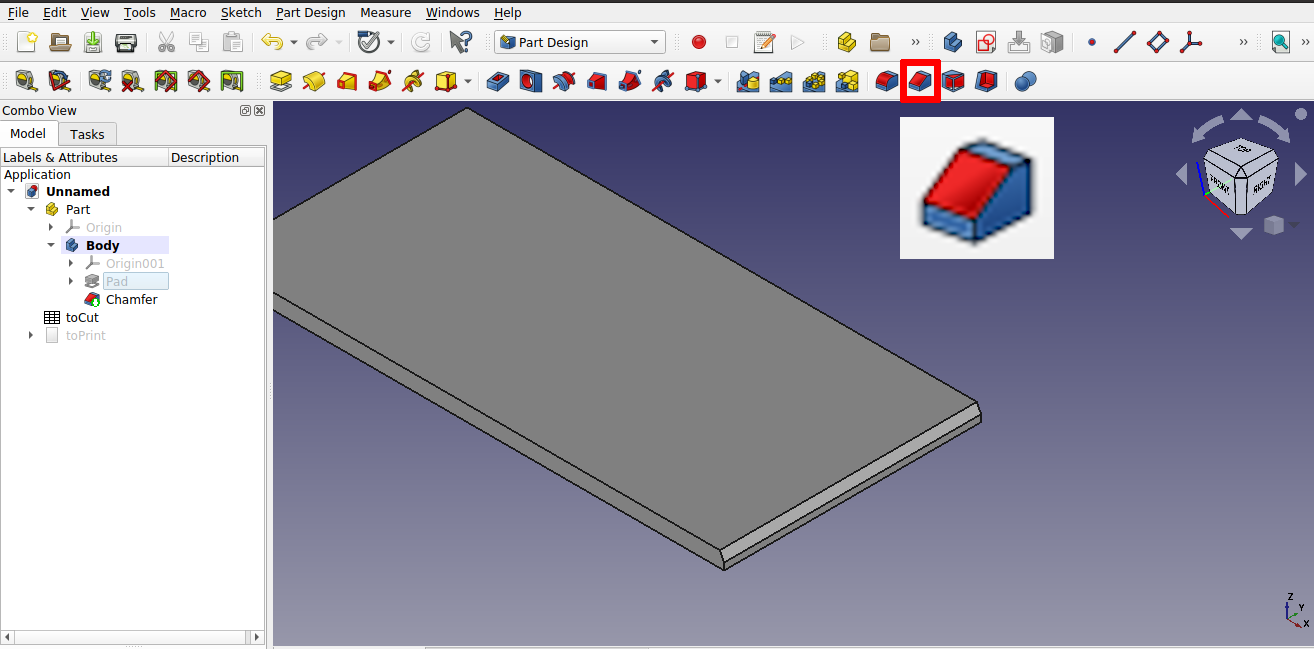 File Edit View Tools Macro Sketch Part Design Measure Windows Help
Part Design
»
»
»
Combo View
Model Tasks
Labels & Attributes Description
Application
Unnamed
Part
Origin
Body
Origin001
Pad
Chamfer
toCut
toPrint
TOP
FRONT RIGHT
Z
Y
X